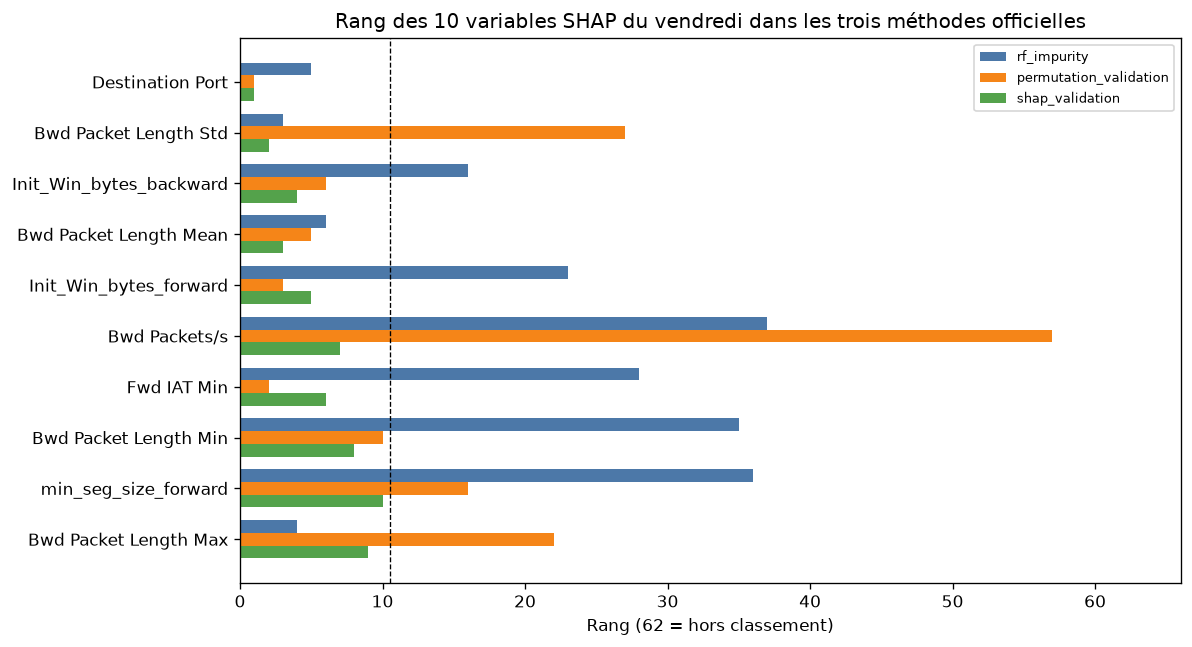 Rang des 10 variables SHAP du vendredi dans les trois méthodes officielles
rf_impurity
permutation_validation
shap_validation
Destination Port
Bwd Packet Length Std
Init_Win_bytes_backward
Bwd Packet Length Mean
Init_Win_bytes_forward
Bwd Packets/s
Fwd IAT Min
Bwd Packet Length Min
min_seg_size_forward
Bwd Packet Length Max
0 10 20 30 40 50 60
Rang (62 = hors classement)